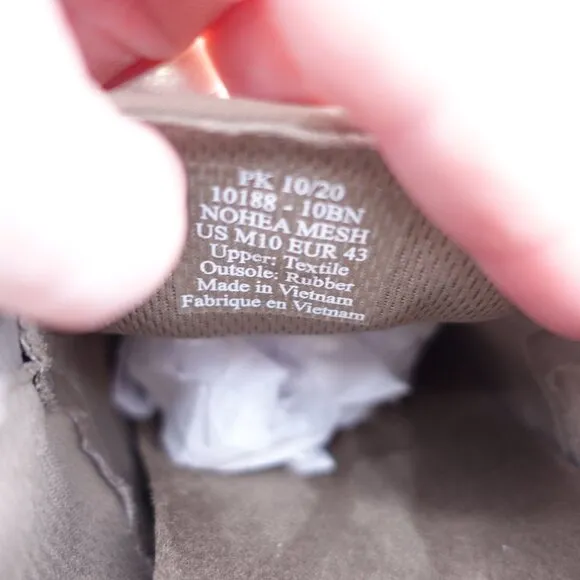 PK 10/20
10188 - 10BN
NOHEA MESH
US M10 EUR 43
Upper: Textile
Outsole: Rubber
Made in Vietnam
Fabrique en Vietnam